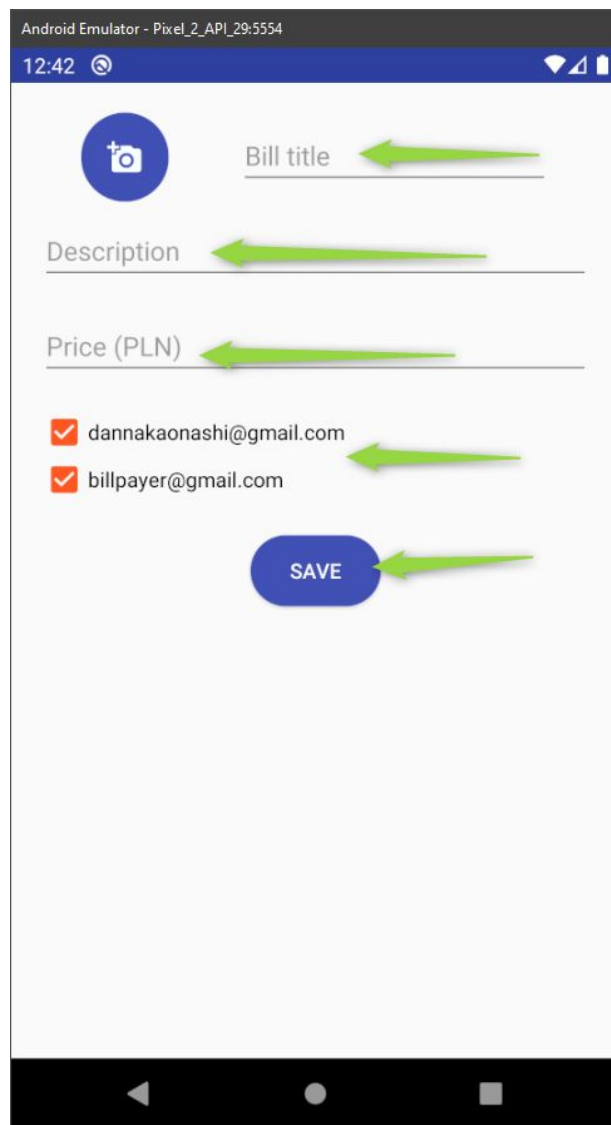 Android Emulator - Pixel_2_API_29:5554
12:42
Bill title
Description
Price (PLN)
dannakaonashi@gmail.com
billpayer@gmail.com
SAVE